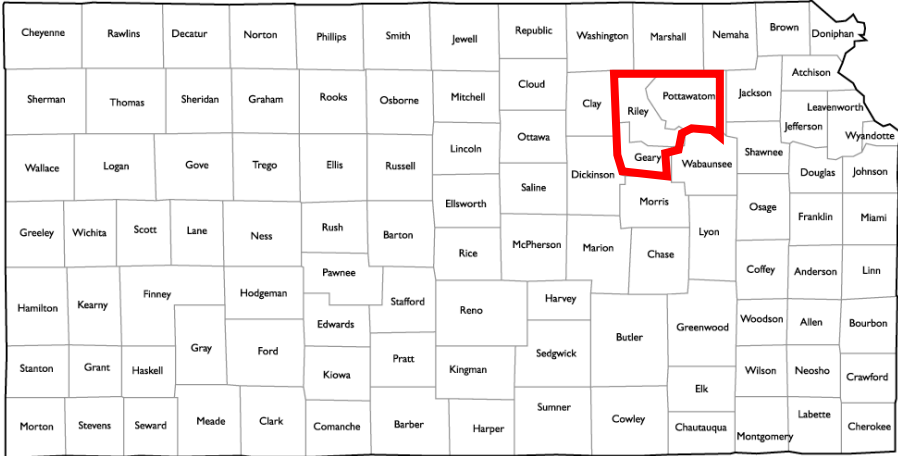 Cheyenne
Rawlins
Decatur
Norton
Phillips
Smith
Jewell
Republic
Washington
Marshall
Nemaha
Brown
Doniphan
Sherman
Thomas
Sheridan
Graham
Rooks
Osborne
Mitchell
Cloud
Clay
Riley
Pottawatom
Jackson
Atchison
Leavenworth
Jefferson
Wyandotte
Wallace
Logan
Gove
Trego
Ellis
Russell
Lincoln
Ottawa
Saline
Dickinson
Geary
Wabaunsee
Shawnee
Douglas
Johnson
Greeley
Wichita
Scott
Lane
Ness
Rush
Barton
Ellsworth
Rice
McPherson
Marion
Morris
Chase
Lyon
Osage
Franklin
Miami
Hamilton
Kearny
Finney
Hodgeman
Pawnee
Stafford
Reno
Harvey
Coffey
Anderson
Linn
Stanton
Grant
Haskell
Gray
Ford
Edwards
Kiowa
Pratt
Kingman
Sedgwick
Butler
Greenwood
Woodson
Allen
Bourbon
Elk
Wilson
Neosho
Crawford
Morton
Stevens
Seward
Meade
Clark
Comanche
Barber
Harper
Sumner
Cowley
Chautauqua
Montgomery
Labette
Cherokee